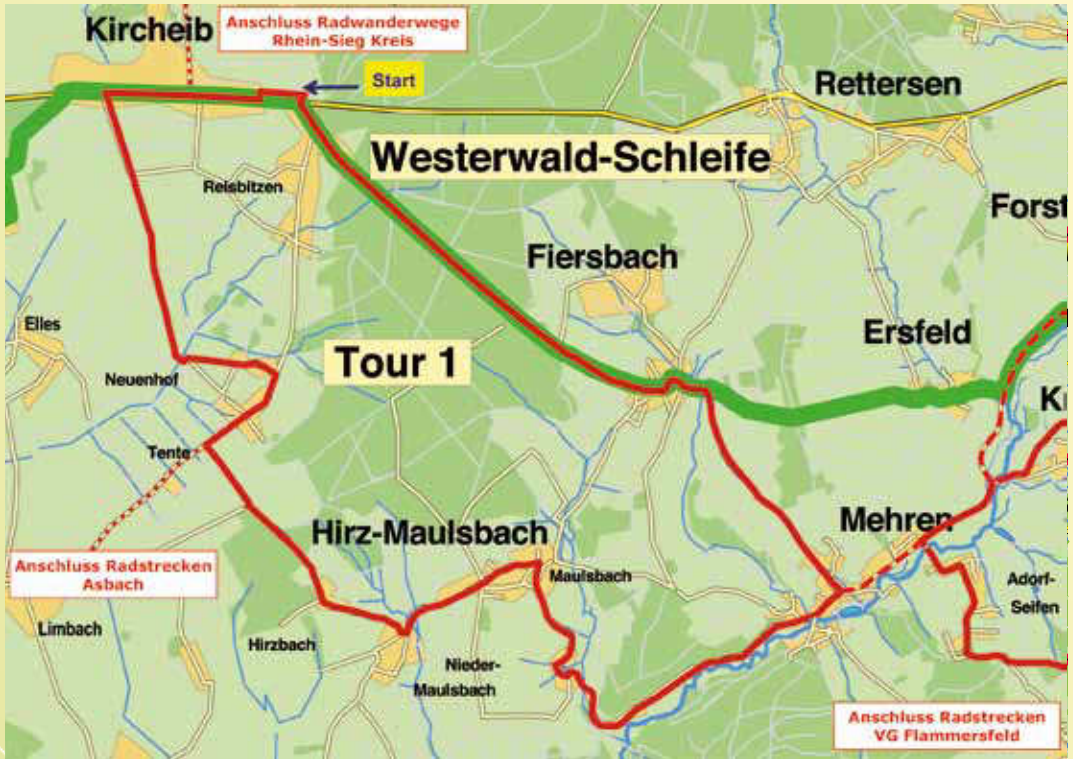 Kircheib
Anschluss Radwanderwege
Rhein-Sieg Kreis
Start
Rettersen
Westerwald-Schleife
Reisbitzen
Forst
Fiersbach
Elles
Ersfeld
Tour 1
Neuenhof
Tente
Hirz-Maulsbach
Mehren
Anschluss Radstrecken
Asbach
Maulsbach
Adorf-
Seifen
Limbach
Hirzbach
Nieder-
Maulsbach
Anschluss Radstrecken
VG Flammersfeld